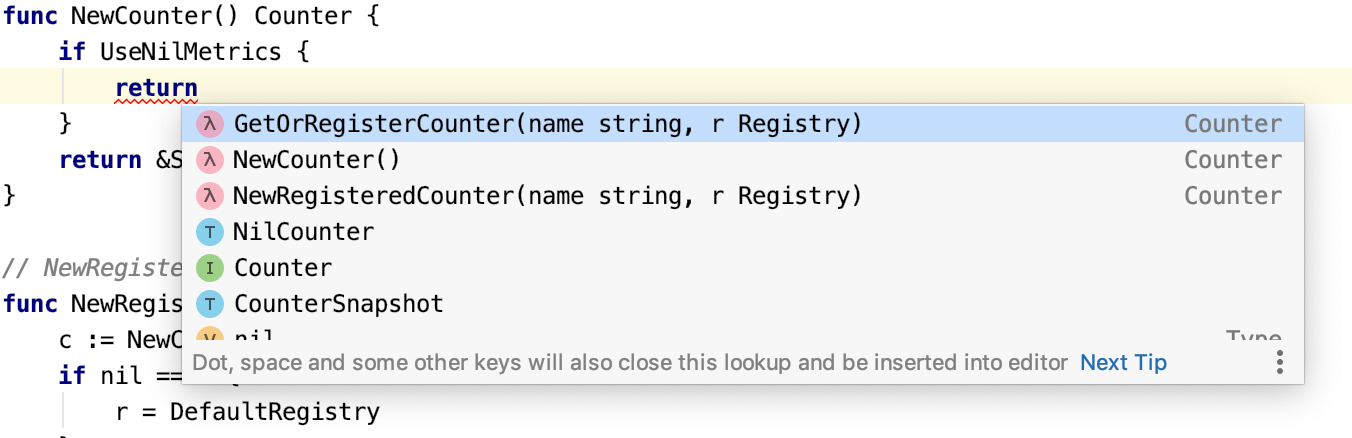 func NewCounter() Counter {
if UseNilMetrics {
return
}
λ GetOrRegisterCounter(name string, r Registry) Counter
return &S
λ NewCounter() Counter
}
λ NewRegisteredCounter(name string, r Registry) Counter
T NilCounter
// NewRegiste
I Counter
func NewRegis
T CounterSnapshot
c := NewC
V nil Type
if nil ==
Dot, space and some other keys will also close this lookup and be inserted into editor Next Tip
r = DefaultRegistry